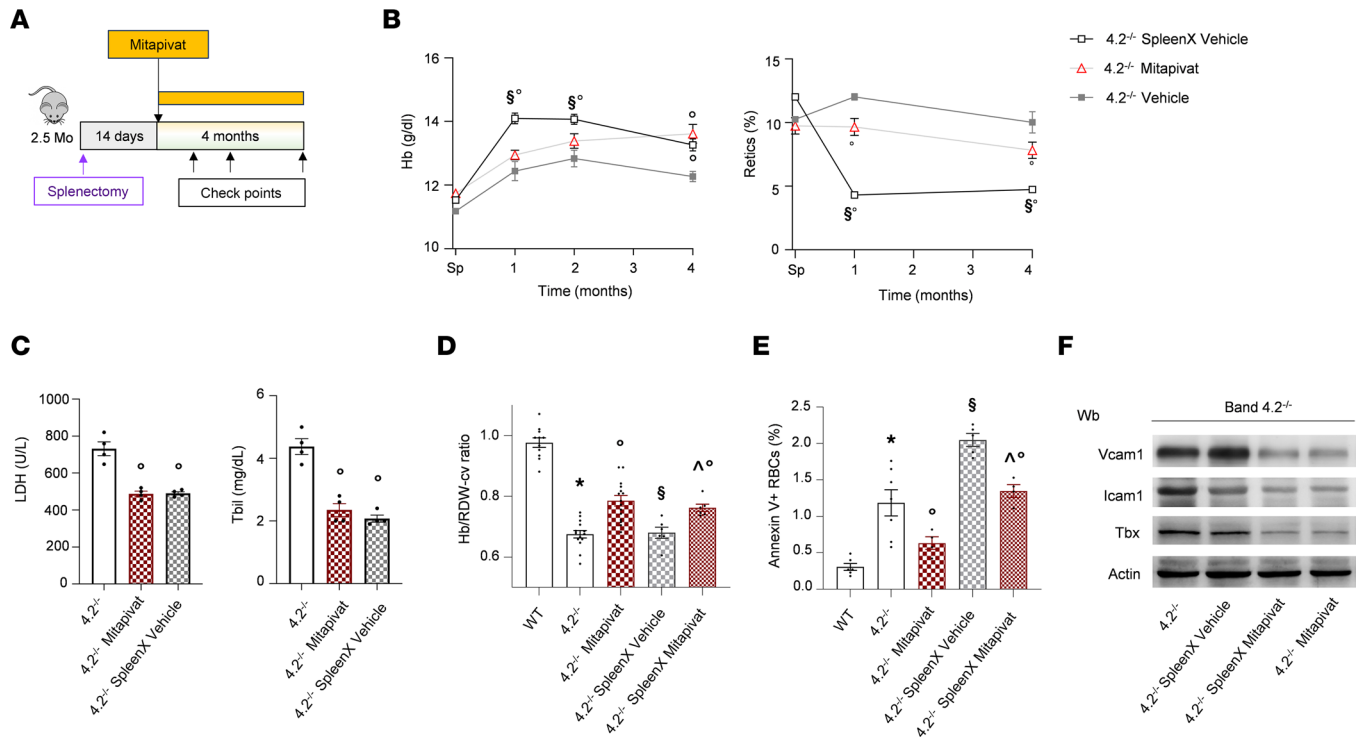 A
Mitapivat
2.5 Mo
14 days
4 months
Splenectomy
Check points
B
Hb (g/dl)
16
14
12
10
§°
§°
°
°
Sp
1
2
3
4
Time (months)
Retics (%)
15
10
5
0
°
°
§°
§°
Sp
1
2
3
4
Time (months)
4.2-/- SpleenX Vehicle
4.2-/- Mitapivat
4.2-/- Vehicle
C
LDH (U/L)
1000
800
600
400
200
0
°
°
4.2-/-
4.2-/- Mitapivat
4.2-/- SpleenX Vehicle
Tbil (mg/dL)
6
4
2
0
°
°
4.2-/-
4.2-/- Mitapivat
4.2-/- SpleenX Vehicle
D
Hb/RDW-cv ratio
1.0
0.8
0.6
*
°
§
^°
WT
4.2-/-
4.2-/- Mitapivat
4.2-/- SpleenX Vehicle
4.2-/- SpleenX Mitapivat
E
Annexin V+ RBCs (%)
2.5
2.0
1.5
1.0
0.5
0.0
*
°
§
^°
WT
4.2-/-
4.2-/- Mitapivat
4.2-/- SpleenX Vehicle
4.2-/- SpleenX Mitapivat
F
Wb
Band 4.2-/-
Vcam1
Icam1
Tbx
Actin
4.2-/-
4.2-/- SpleenX Vehicle
4.2-/- SpleenX Mitapivat
4.2-/- Mitapivat